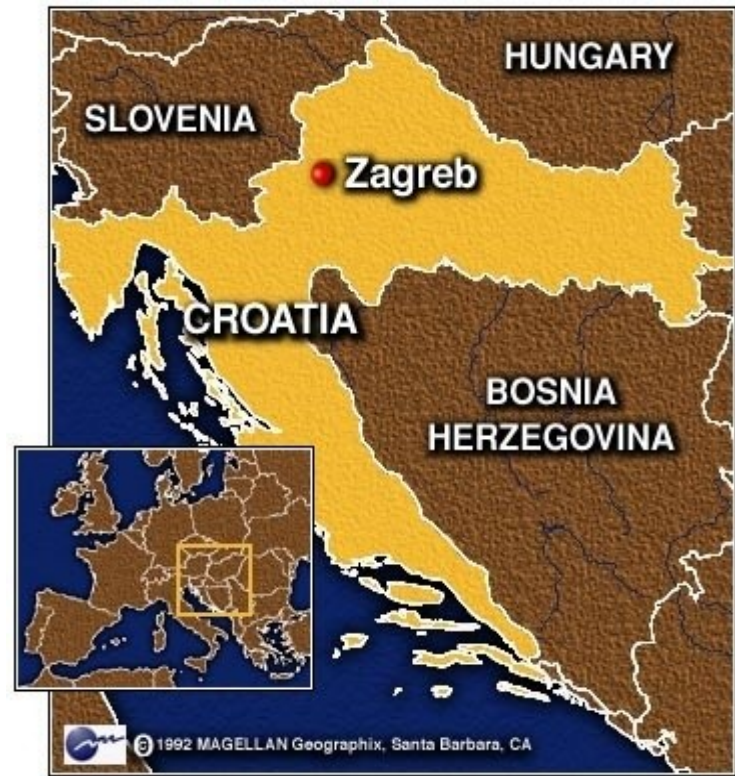 HUNGARY
SLOVENIA
Zagreb
CROATIA
BOSNIA
HERZEGOVINA
© 1992 MAGELLAN Geographix, Santa Barbara, CA